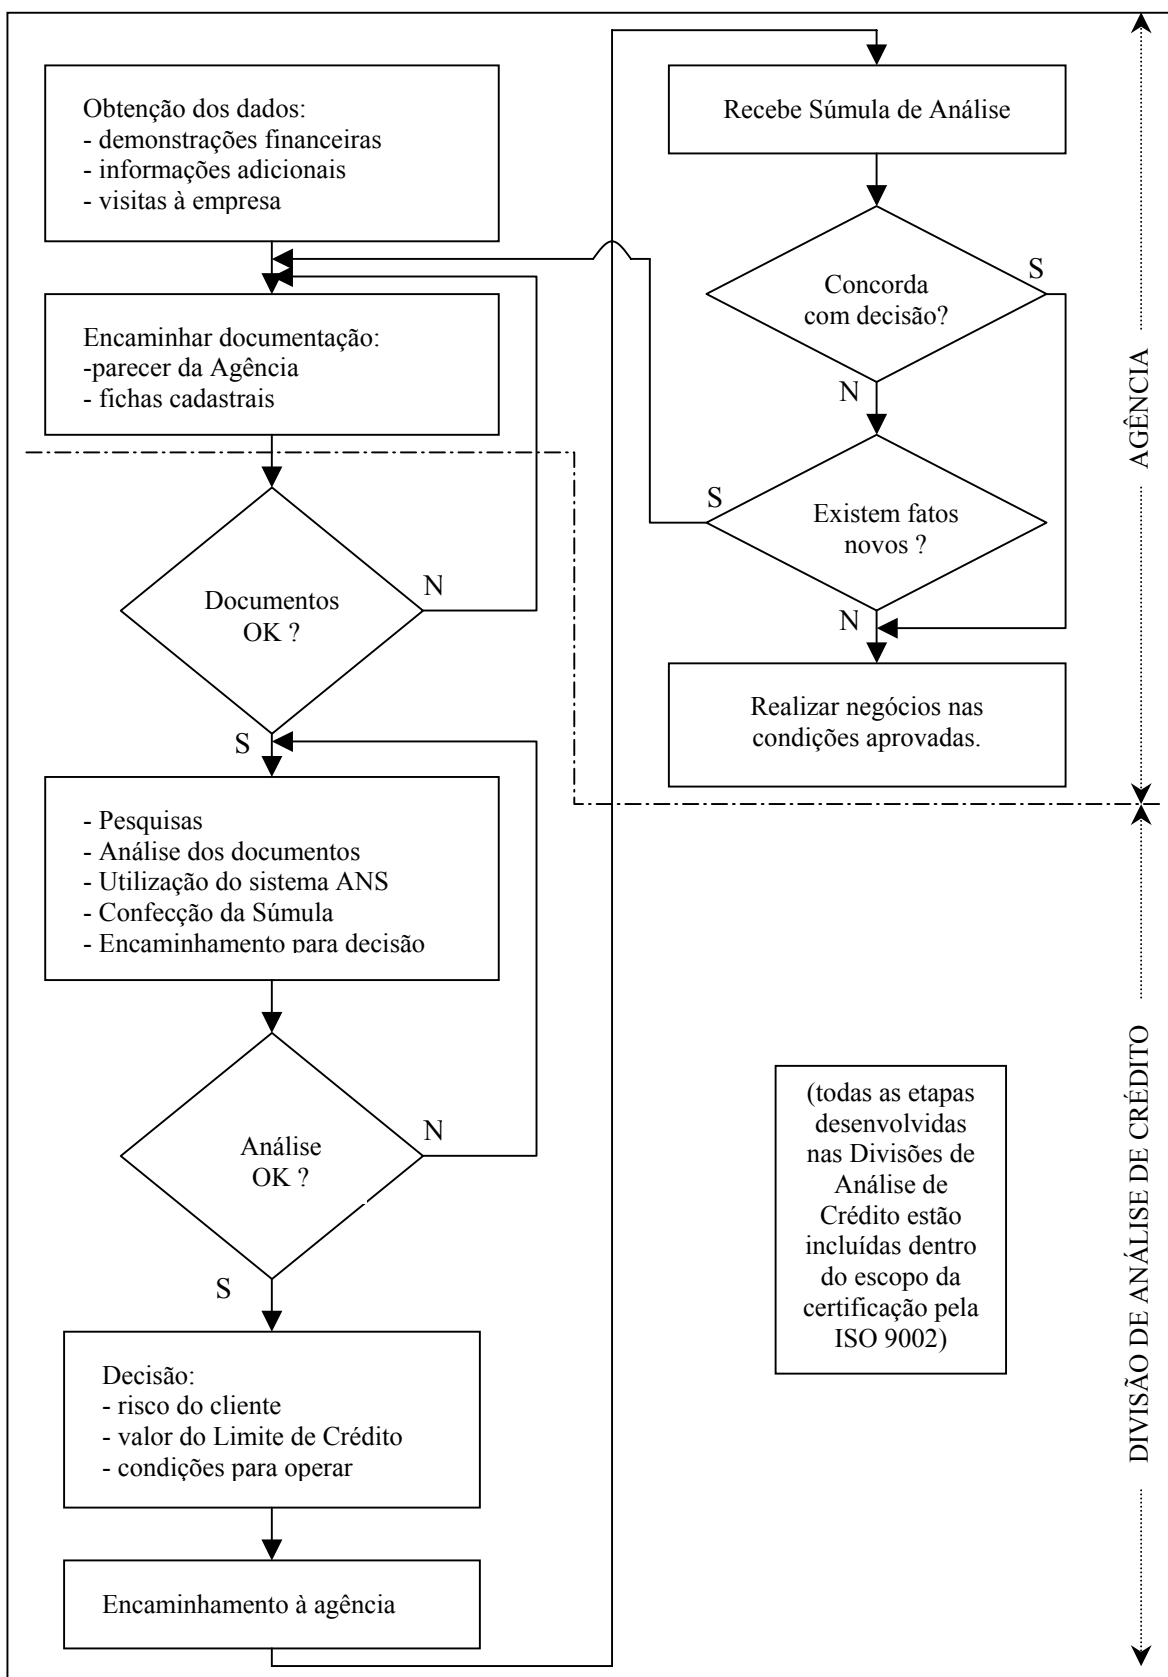 Obtenção dos dados:
- demonstrações financeiras
- informações adicionais
- visitas à empresa
Encaminhar documentação:
-parecer da Agência
- fichas cadastrais
Documentos
OK ?
N
S
- Pesquisas
- Análise dos documentos
- Utilização do sistema ANS
- Confecção da Súmula
- Encaminhamento para decisão
Análise
OK ?
N
S
Decisão:
- risco do cliente
- valor do Limite de Crédito
- condições para operar
Encaminhamento à agência
Recebe Súmula de Análise
Concorda
com decisão?
S
N
Existem fatos
novos ?
S
N
Realizar negócios nas
condições aprovadas.
(todas as etapas
desenvolvidas
nas Divisões de
Análise de
Crédito estão
incluídas dentro
do escopo da
certificação pela
ISO 9002)
AGÊNCIA
DIVISÃO DE ANÁLISE DE CRÉDITO